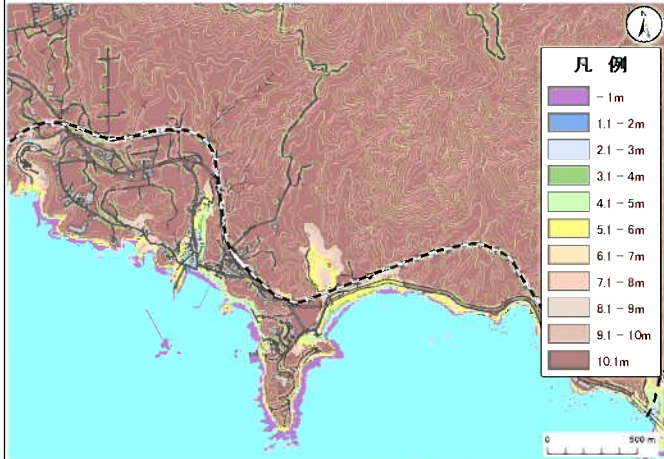 凡 例
- 1m
1.1 - 2m
2.1 - 3m
3.1 - 4m
4.1 - 5m
5.1 - 6m
6.1 - 7m
7.1 - 8m
8.1 - 9m
9.1 - 10m
10.1m
0 500 m